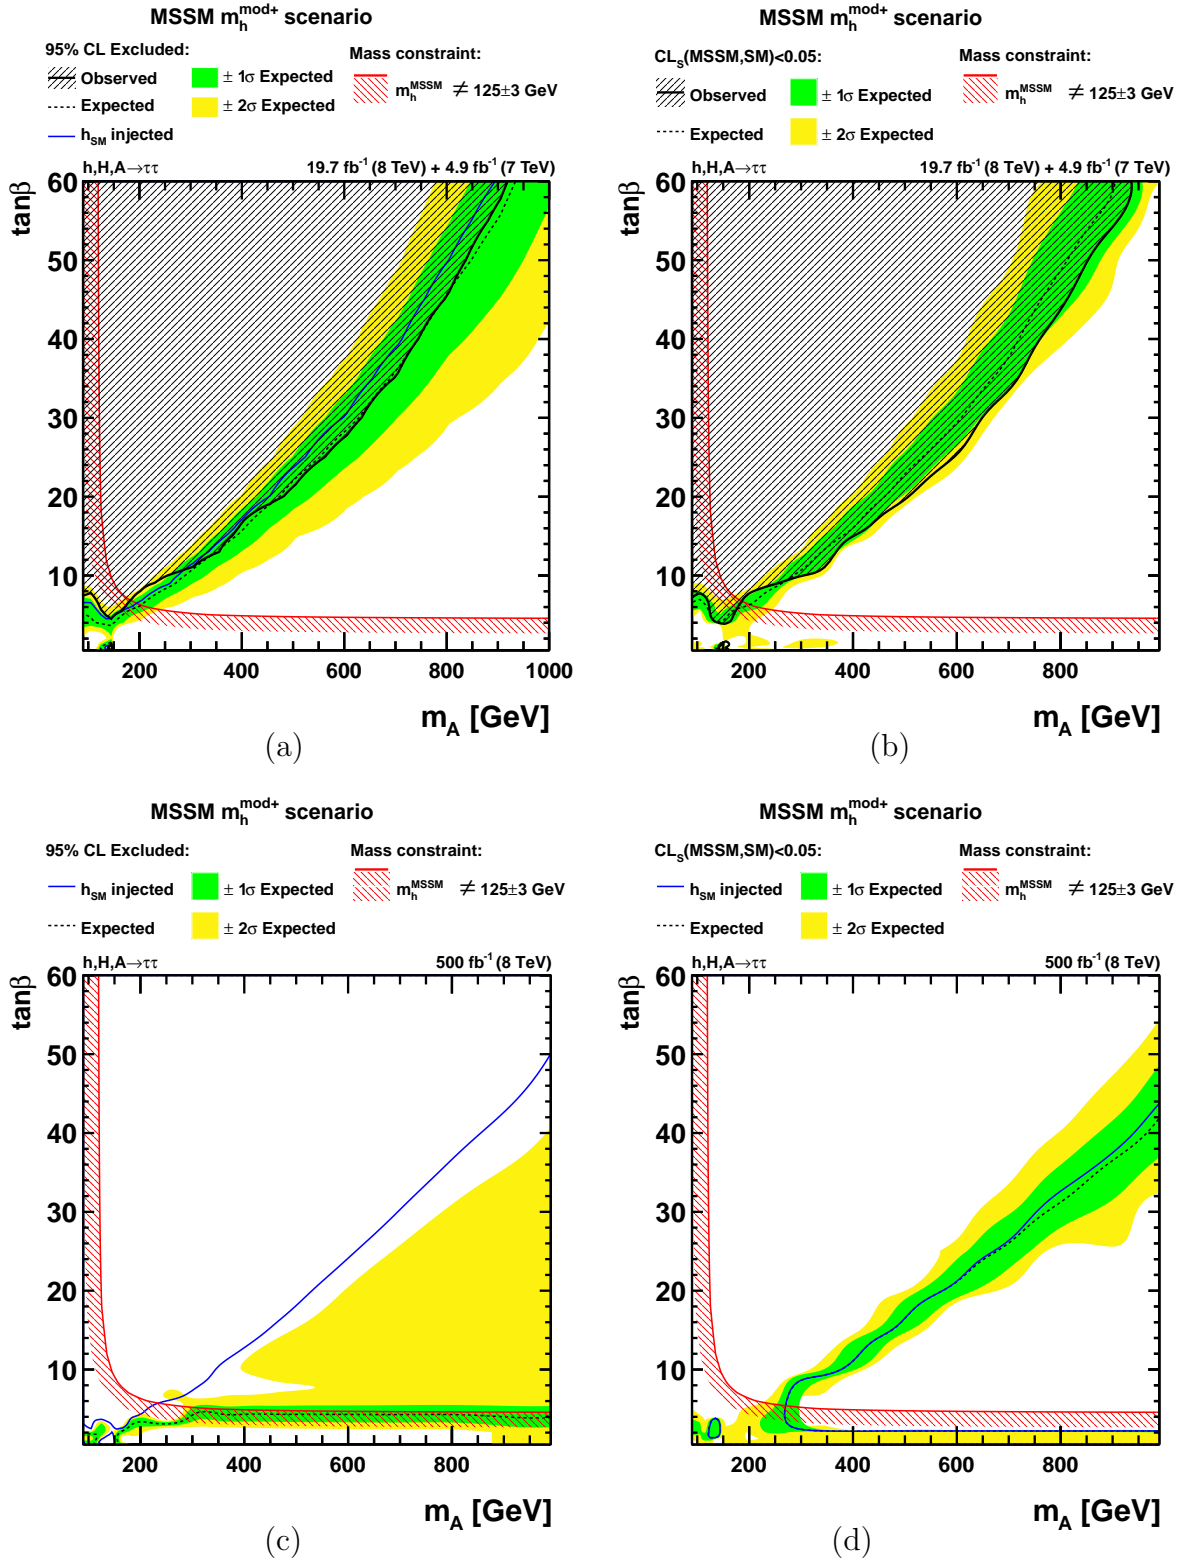 MSSM m_h^mod+ scenario
95% CL Excluded:
Mass constraint:
Observed
± 1σ Expected
m_h^MSSM ≠ 125±3 GeV
Expected
± 2σ Expected
h_SM injected
h,H,A→ττ
19.7 fb⁻¹ (8 TeV) + 4.9 fb⁻¹ (7 TeV)
tanβ
60
50
40
30
20
10
200 400 600 800 1000
m_A [GeV]
(a)
MSSM m_h^mod+ scenario
CL_S(MSSM,SM)<0.05:
Mass constraint:
Observed
± 1σ Expected
m_h^MSSM ≠ 125±3 GeV
Expected
± 2σ Expected
h,H,A→ττ
19.7 fb⁻¹ (8 TeV) + 4.9 fb⁻¹ (7 TeV)
tanβ
60
50
40
30
20
10
200 400 600 800
m_A [GeV]
(b)
MSSM m_h^mod+ scenario
95% CL Excluded:
Mass constraint:
h_SM injected
± 1σ Expected
m_h^MSSM ≠ 125±3 GeV
Expected
± 2σ Expected
h,H,A→ττ
500 fb⁻¹ (8 TeV)
tanβ
60
50
40
30
20
10
200 400 600 800
m_A [GeV]
(c)
MSSM m_h^mod+ scenario
CL_S(MSSM,SM)<0.05:
Mass constraint:
h_SM injected
± 1σ Expected
m_h^MSSM ≠ 125±3 GeV
Expected
± 2σ Expected
h,H,A→ττ
500 fb⁻¹ (8 TeV)
tanβ
60
50
40
30
20
10
200 400 600 800
m_A [GeV]
(d)